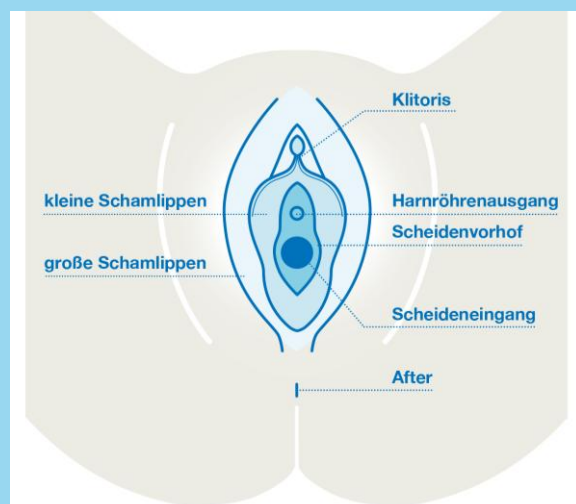 Klitoris
kleine Schamlippen
Harnröhrenausgang
Scheidenvorhof
große Schamlippen
Scheideneingang
After